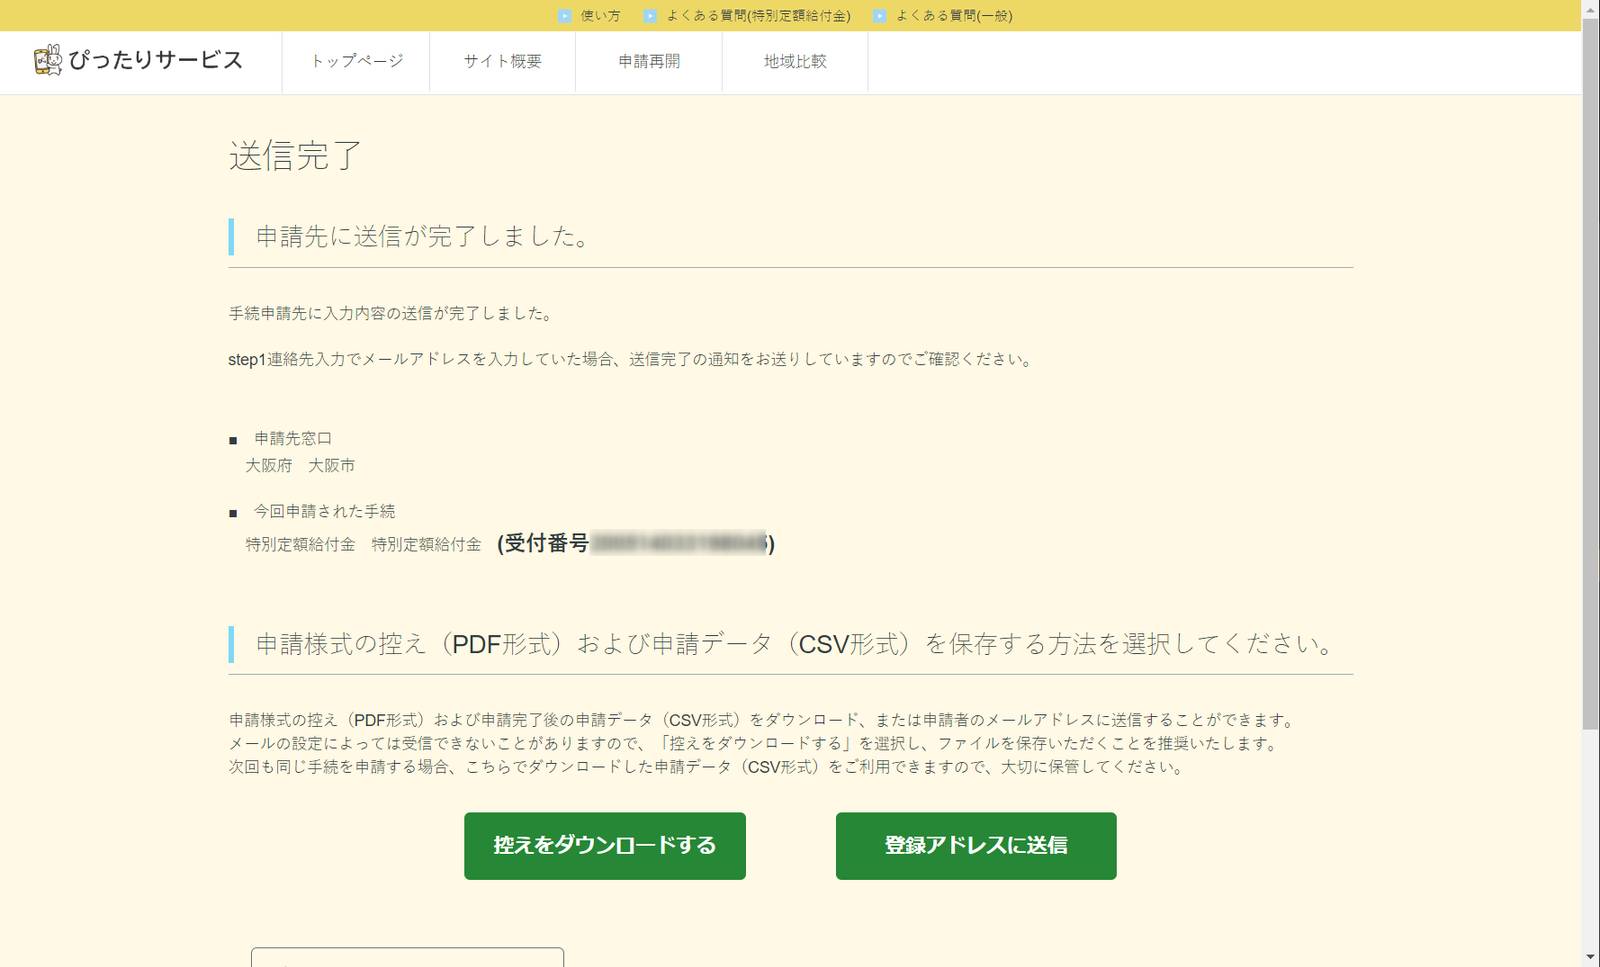 使い方 よくある質問(特別定額給付金) よくある質問(一般)
ぴったりサービス トップページ サイト概要 申請再開 地域比較
送信完了
申請先に送信が完了しました。
手続申請先に入力内容の送信が完了しました。
step1連絡先入力でメールアドレスを入力していた場合、送信完了の通知をお送りしていますのでご確認ください。
■ 申請先窓口
大阪府 大阪市
■ 今回申請された手続
特別定額給付金 特別定額給付金 (受付番号 )
申請様式の控え（PDF形式）および申請データ（CSV形式）を保存する方法を選択してください。
申請様式の控え（PDF形式）および申請完了後の申請データ（CSV形式）をダウンロード、または申請者のメールアドレスに送信することができます。
メールの設定によっては受信できないことがありますので、「控えをダウンロードする」を選択し、ファイルを保存いただくことを推奨いたします。
次回も同じ手続を申請する場合、こちらでダウンロードした申請データ（CSV形式）をご利用できますので、大切に保管してください。
控えをダウンロードする 登録アドレスに送信